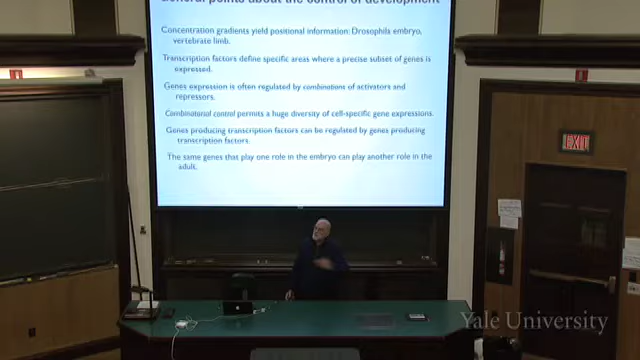 General points about the control of development
Concentration gradients yield positional information: Drosophila embryo,
vertebrate limb.
Transcription factors define specific areas where a precise subset of genes is
expressed.
Genes expression is often regulated by combinations of activators and
repressors.
Combinatorial control permits a huge diversity of cell-specific gene expressions.
Genes producing transcription factors can be regulated by genes producing
transcription factors.
The same genes that play one role in the embryo can play another role in the
adult.
EXIT
Yale University